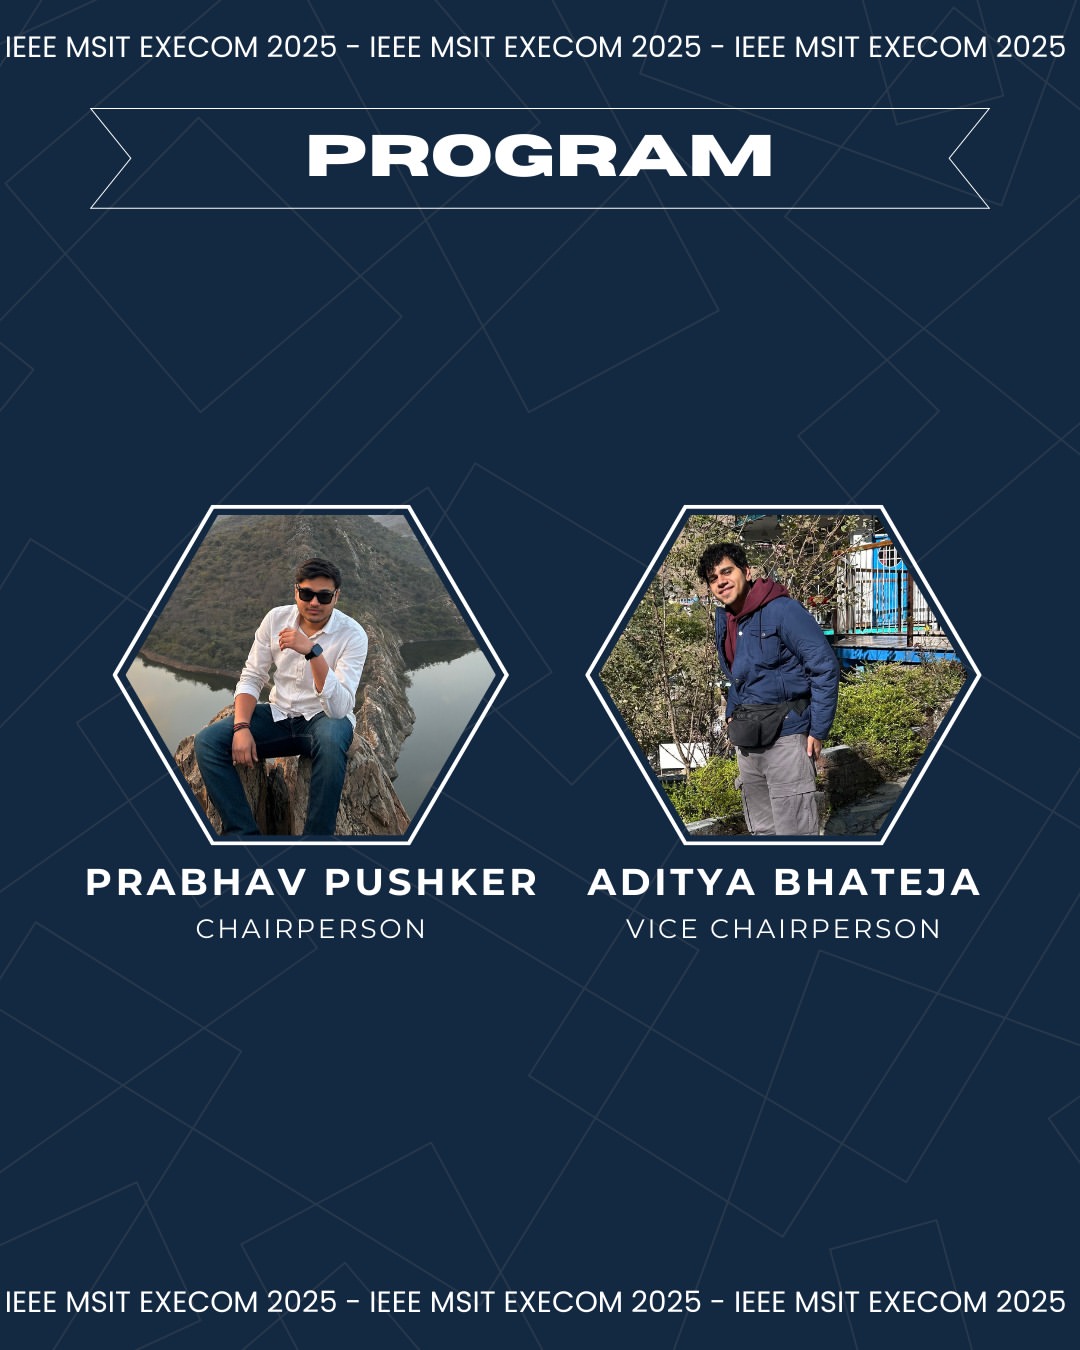 IEEE MSIT EXECOM 2025 - IEEE MSIT EXECOM 2025 - IEEE MSIT EXECOM 2025
PROGRAM
PRABHAV PUSHKER
CHAIRPERSON
ADITYA BHATEJA
VICE CHAIRPERSON
IEEE MSIT EXECOM 2025 - IEEE MSIT EXECOM 2025 - IEEE MSIT EXECOM 2025